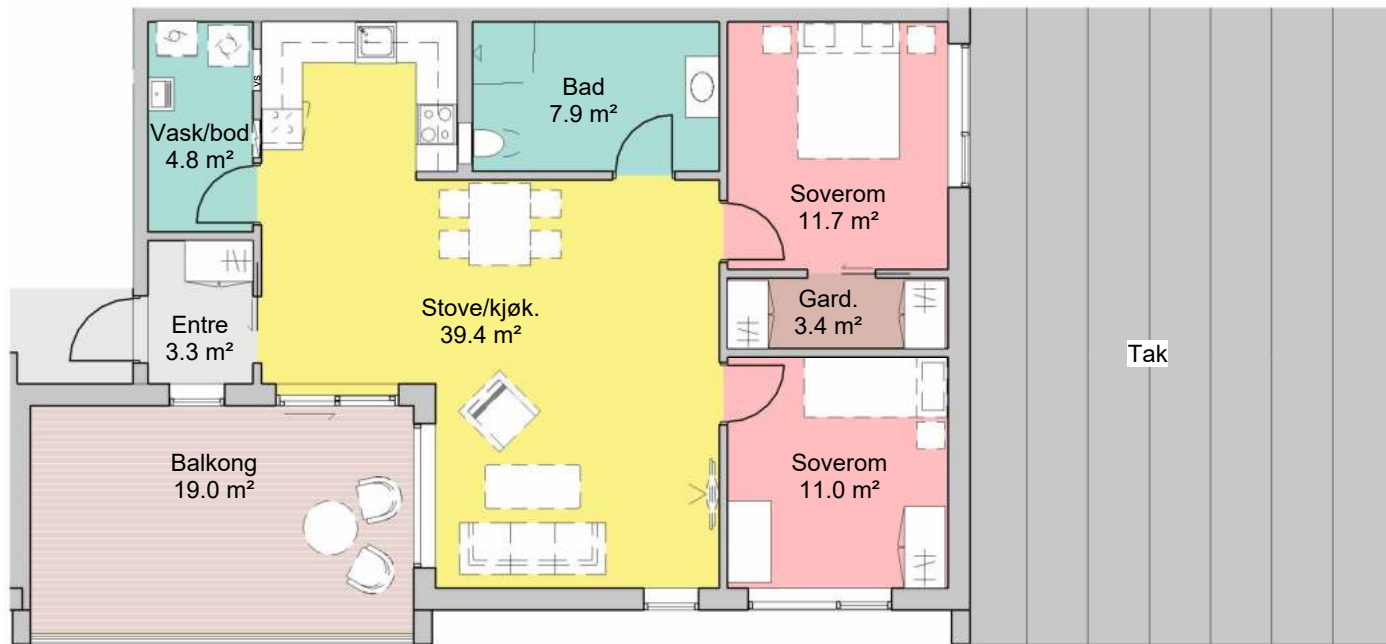 Bad
7.9 m²
VS
Vask/bod
4.8 m²
Soverom
11.7 m²
Entre
3.3 m²
Stove/kjøk.
39.4 m²
Gard.
3.4 m²
Tak
Balkong
19.0 m²
Soverom
11.0 m²